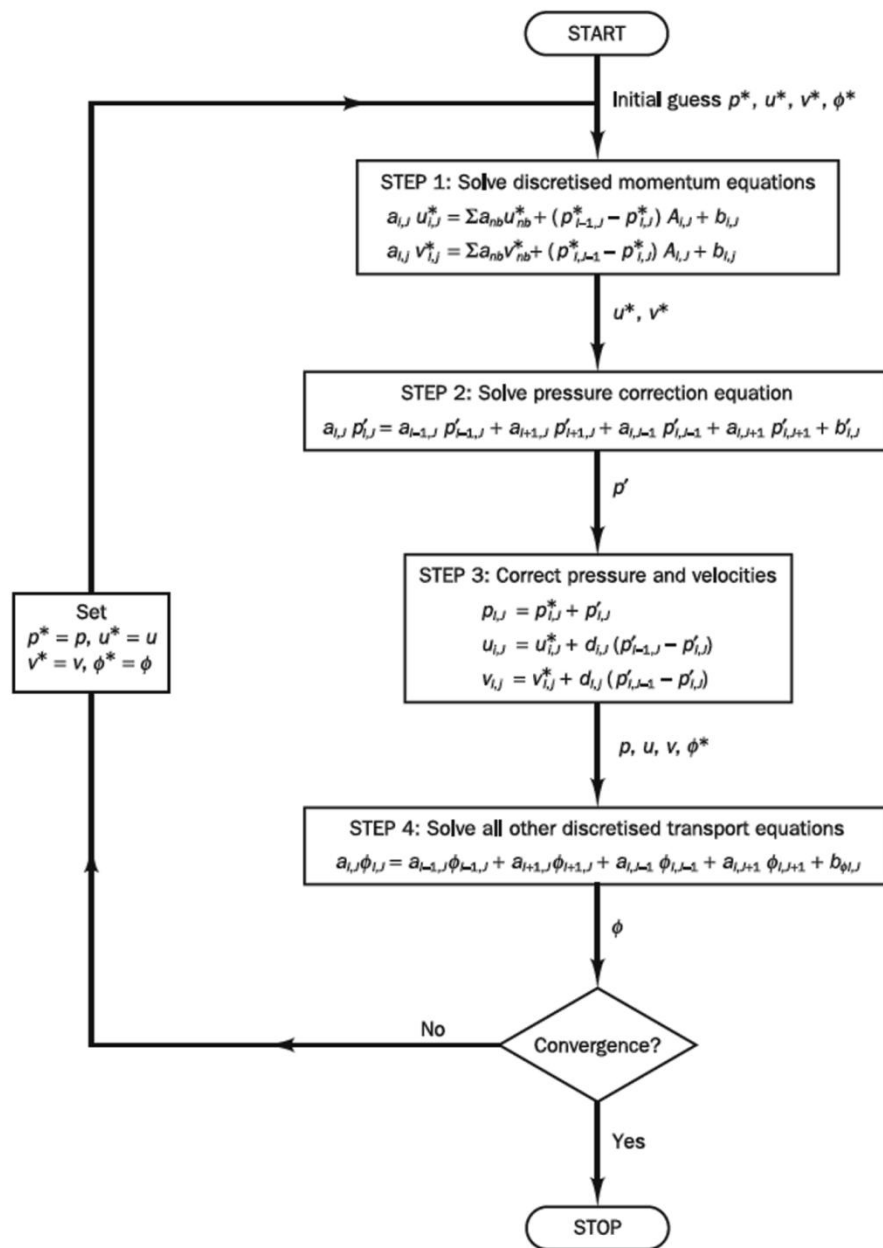 START
Initial guess p*, u*, v*, ϕ*
STEP 1: Solve discretised momentum equations
a_{i,J} u*_{i,J} = Σa_{nb}u*_{nb} + (p*_{I–1,J} – p*_{I,J}) A_{i,J} + b_{i,J}
a_{I,j} v*_{I,j} = Σa_{nb}v*_{nb} + (p*_{I,J–1} – p*_{I,J}) A_{I,j} + b_{I,j}
u*, v*
STEP 2: Solve pressure correction equation
a_{I,J} p′_{I,J} = a_{I–1,J} p′_{I–1,J} + a_{I+1,J} p′_{I+1,J} + a_{I,J–1} p′_{I,J–1} + a_{I,J+1} p′_{I,J+1} + b′_{I,J}
p′
STEP 3: Correct pressure and velocities
p_{I,J} = p*_{I,J} + p′_{I,J}
u_{i,J} = u*_{i,J} + d_{i,J} (p′_{I–1,J} – p′_{I,J})
v_{I,j} = v*_{I,j} + d_{I,j} (p′_{I,J–1} – p′_{I,J})
Set
p* = p, u* = u
v* = v, ϕ* = ϕ
p, u, v, ϕ*
STEP 4: Solve all other discretised transport equations
a_{I,J}ϕ_{I,J} = a_{I–1,J}ϕ_{I–1,J} + a_{I+1,J}ϕ_{I+1,J} + a_{I,J–1} ϕ_{I,J–1} + a_{I,J+1} ϕ_{I,J+1} + b_{ϕI,J}
ϕ
No
Convergence?
Yes
STOP